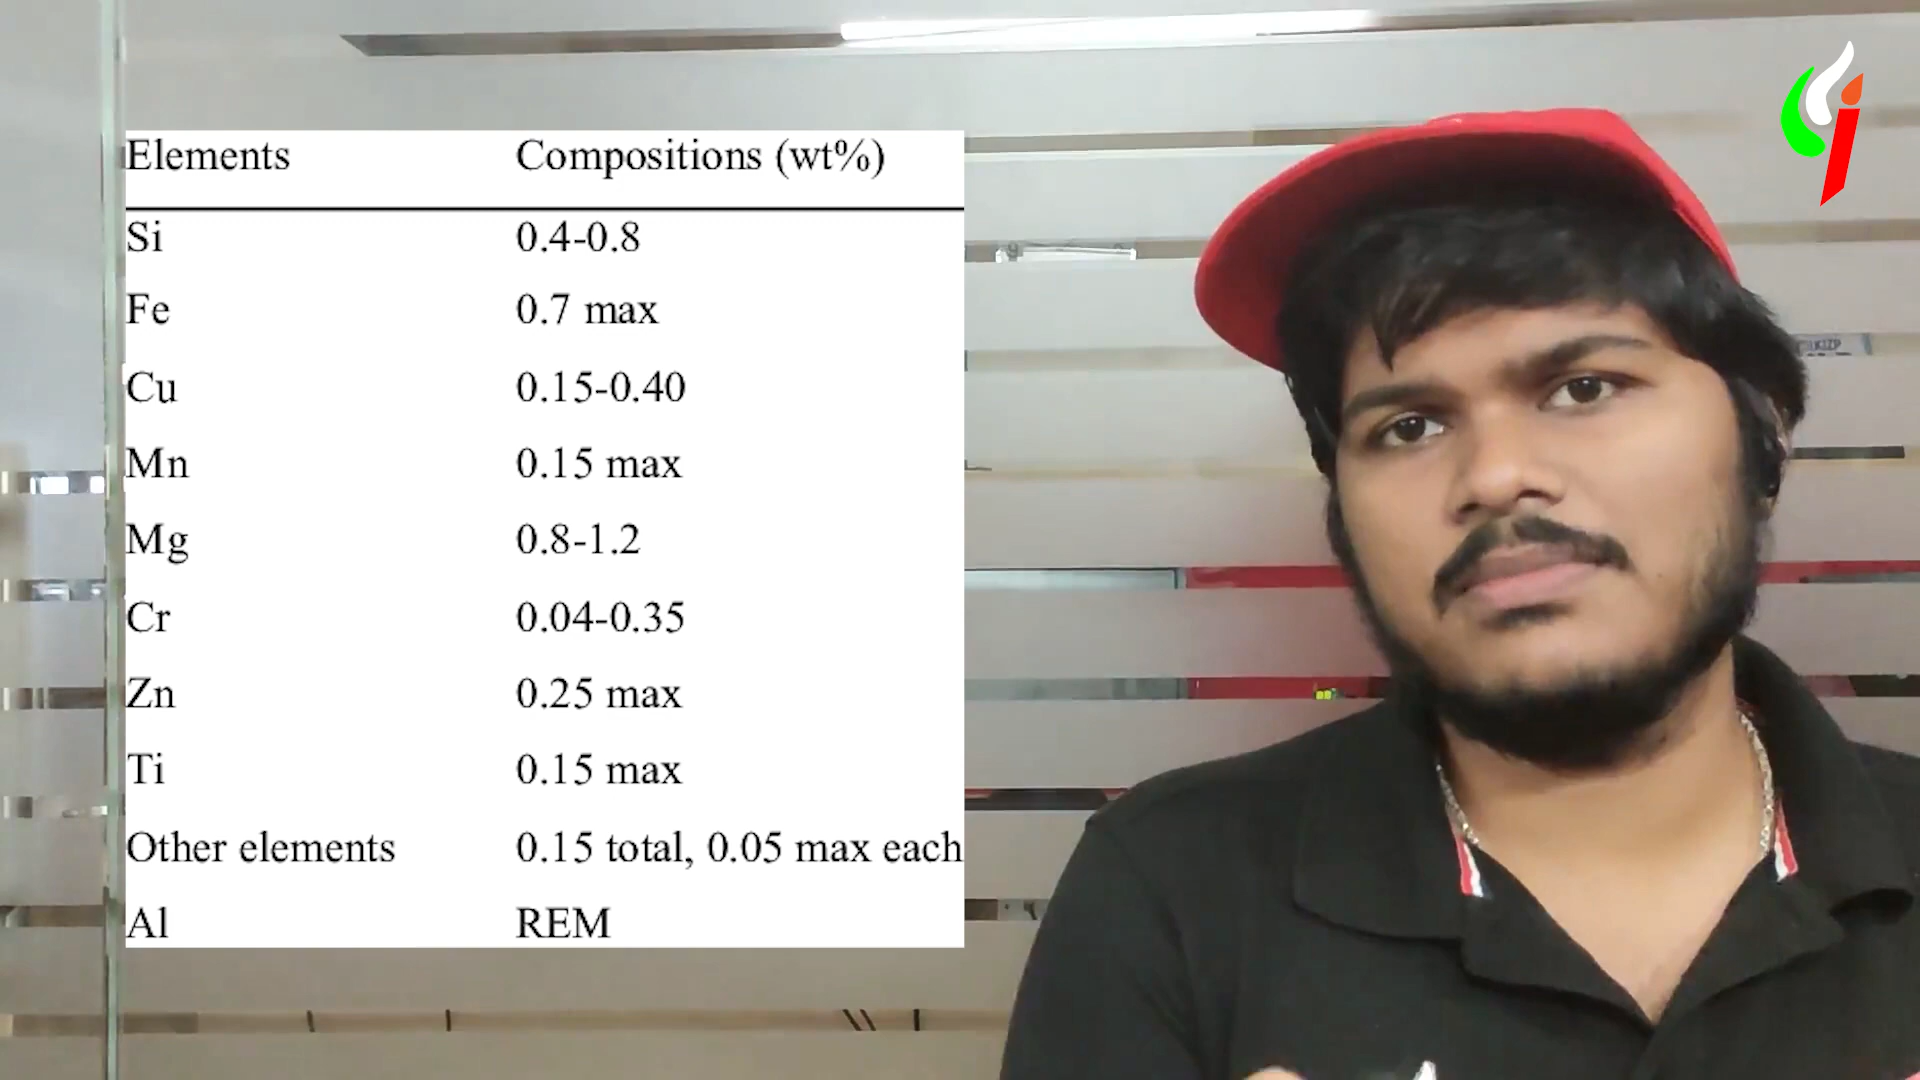 Elements Compositions (wt%)
Si 0.4-0.8
Fe 0.7 max
Cu 0.15-0.40
Mn 0.15 max
Mg 0.8-1.2
Cr 0.04-0.35
Zn 0.25 max
Ti 0.15 max
Other elements 0.15 total, 0.05 max each
Al REM